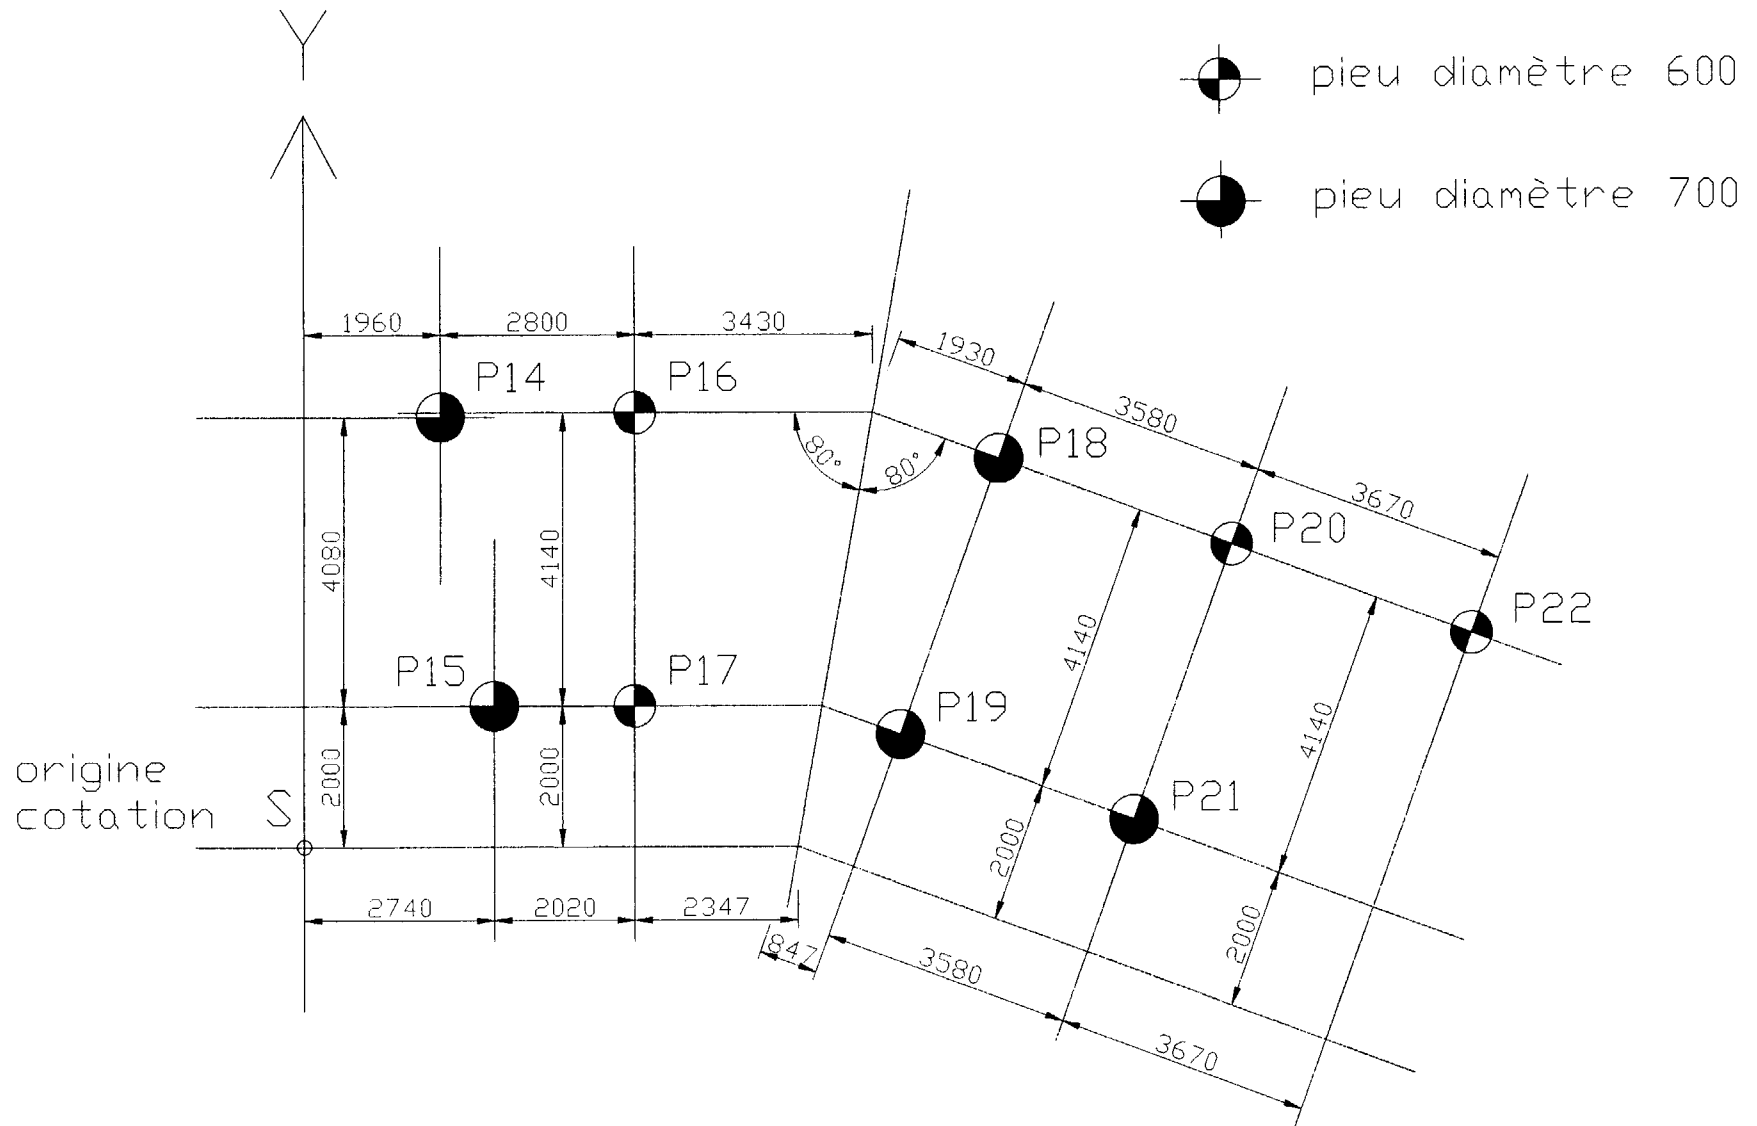 Y
pieu diamètre 600
pieu diamètre 700
1960
2800
3430
1930
3580
3670
P14
P16
P18
80°
80°
P20
P22
4080
4140
4140
4140
P15
P17
P19
P21
origine
cotation
S
2000
2000
2000
2000
2740
2020
2347
847
3580
3670